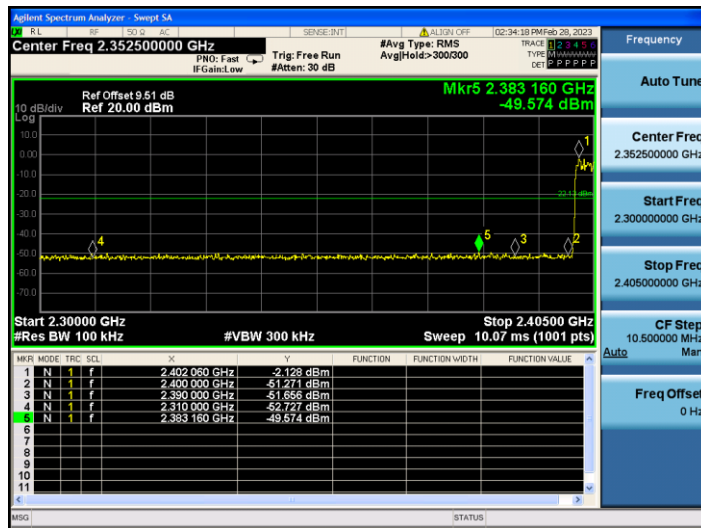 Agilent Spectrum Analyzer - Swept SA
RL RF 50 Ω AC SENSE:INT ALIGN OFF 02:34:18 PM Feb 28, 2023
Center Freq 2.352500000 GHz
PNO: Fast
IFGain:Low
Trig: Free Run
#Atten: 30 dB
#Avg Type: RMS
Avg|Hold:>300/300
TRACE 1 2 3 4 5 6
TYPE MWWWWW
DET P P P P P P
Ref Offset 9.51 dB
Ref 20.00 dBm
10 dB/div
Log
Mkr5 2.383 160 GHz
-49.574 dBm
10.0
0.00
-10.0
-20.0
-30.0
-40.0
-50.0
-60.0
-70.0
1
-22.13 dBm
4
5
3
2
Start 2.30000 GHz
Stop 2.40500 GHz
#Res BW 100 kHz
#VBW 300 kHz
Sweep 10.07 ms (1001 pts)
MKR MODE TRC SCL X Y FUNCTION FUNCTION WIDTH FUNCTION VALUE
1 N 1 f 2.402 060 GHz -2.128 dBm
2 N 1 f 2.400 000 GHz -51.271 dBm
3 N 1 f 2.390 000 GHz -51.656 dBm
4 N 1 f 2.310 000 GHz -52.727 dBm
5 N 1 f 2.383 160 GHz -49.574 dBm
6
7
8
9
10
11
MSG
STATUS
Frequency
Auto Tune
Center Freq
2.352500000 GHz
Start Freq
2.300000000 GHz
Stop Freq
2.405000000 GHz
CF Step
10.500000 MHz
Auto Man
Freq Offset
0 Hz